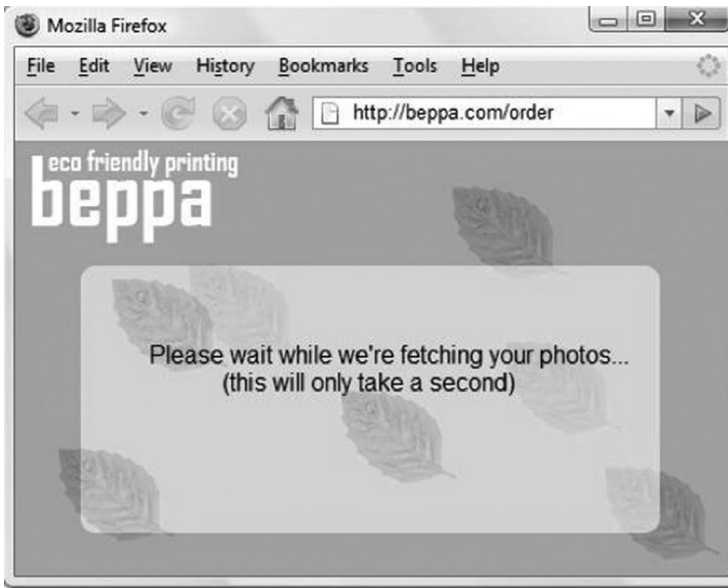 Mozilla Firefox
File Edit View History Bookmarks Tools Help
http://beppa.com/order
eco friendly printing
beppa
Please wait while we're fetching your photos...
(this will only take a second)